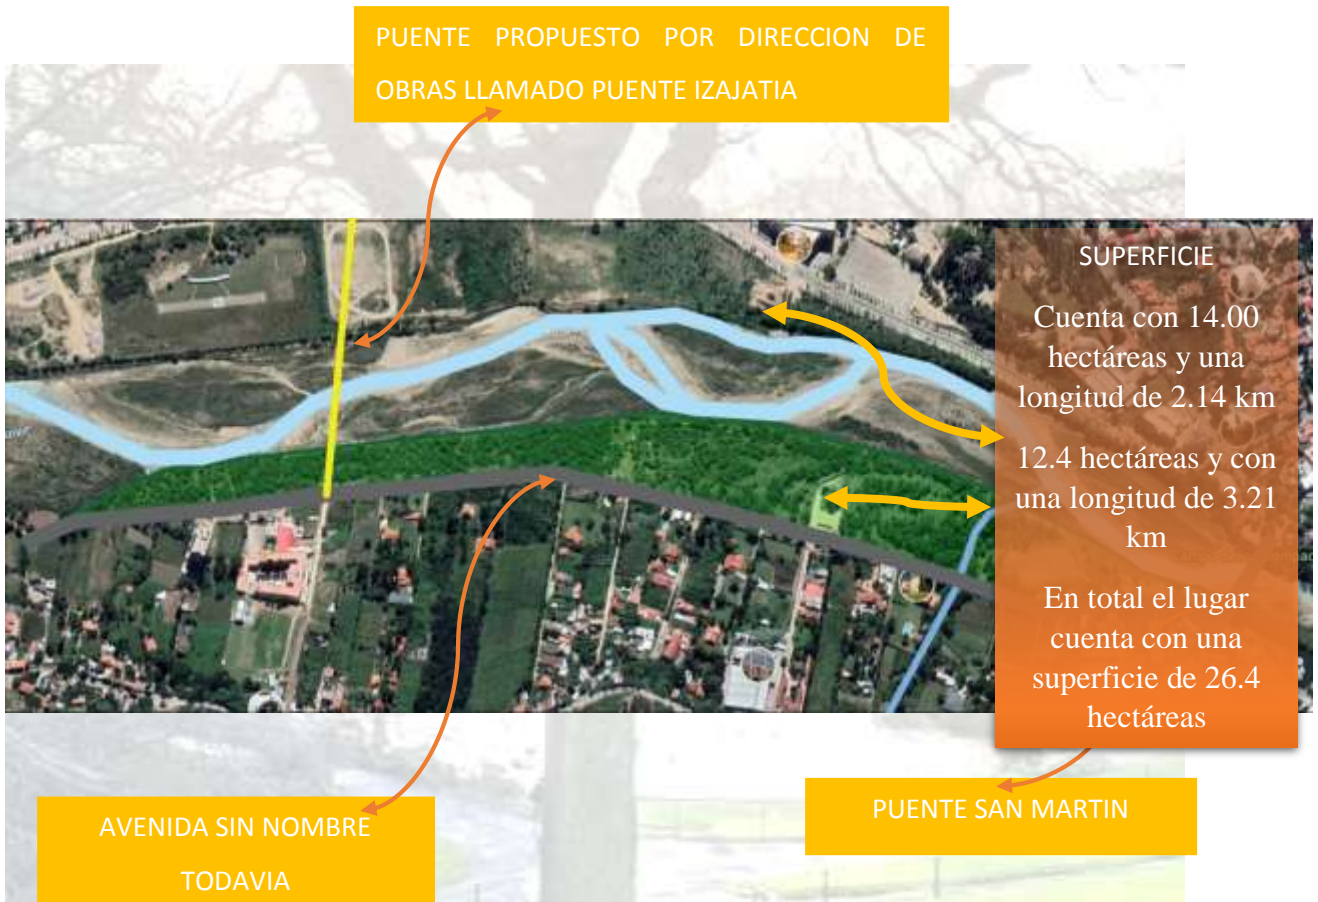 PUENTE PROPUESTO POR DIRECCION DE
OBRAS LLAMADO PUENTE IZAJATIA
SUPERFICIE
Cuenta con 14.00
hectáreas y una
longitud de 2.14 km
12.4 hectáreas y con
una longitud de 3.21
km
En total el lugar
cuenta con una
superficie de 26.4
hectáreas
PUENTE SAN MARTIN
AVENIDA SIN NOMBRE
TODAVIA